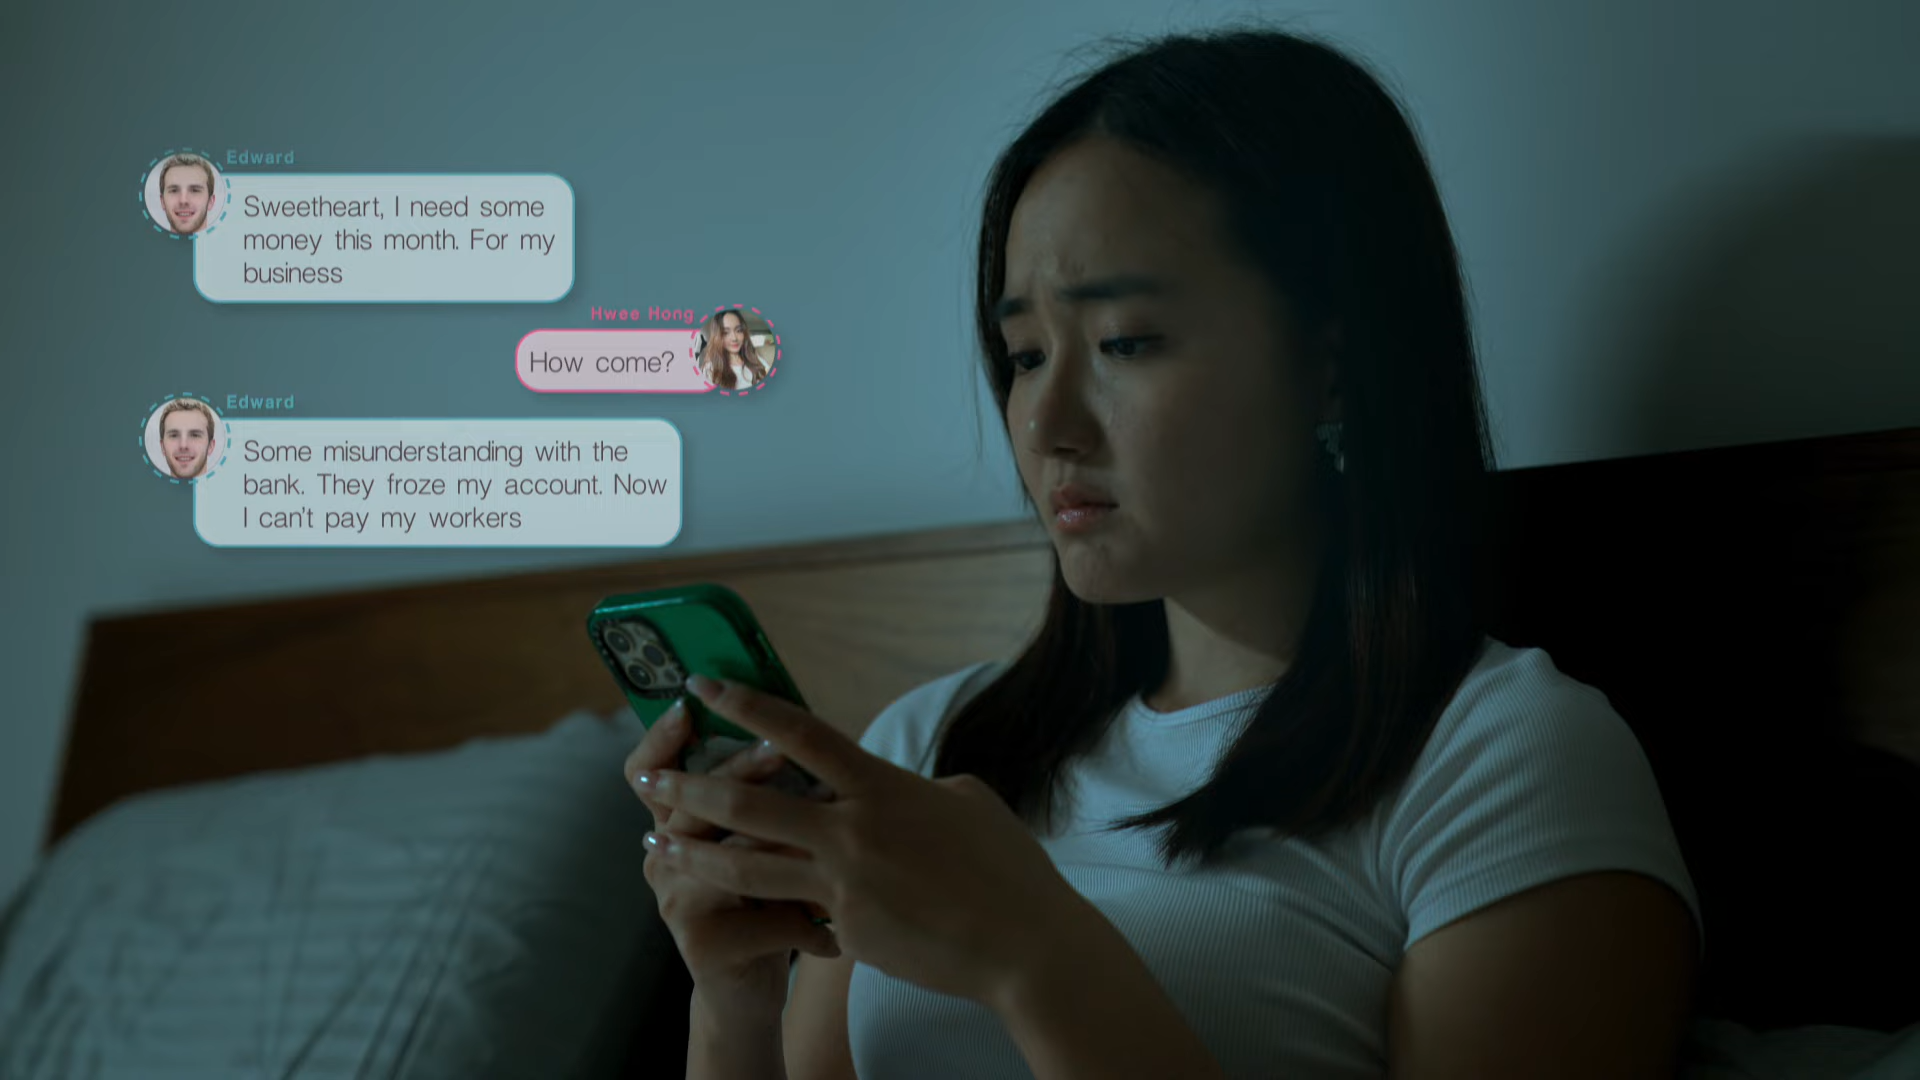 Edward
Sweetheart, I need some
money this month. For my
business
Hwee Hong
How come?
Edward
Some misunderstanding with the
bank. They froze my account. Now
I can't pay my workers